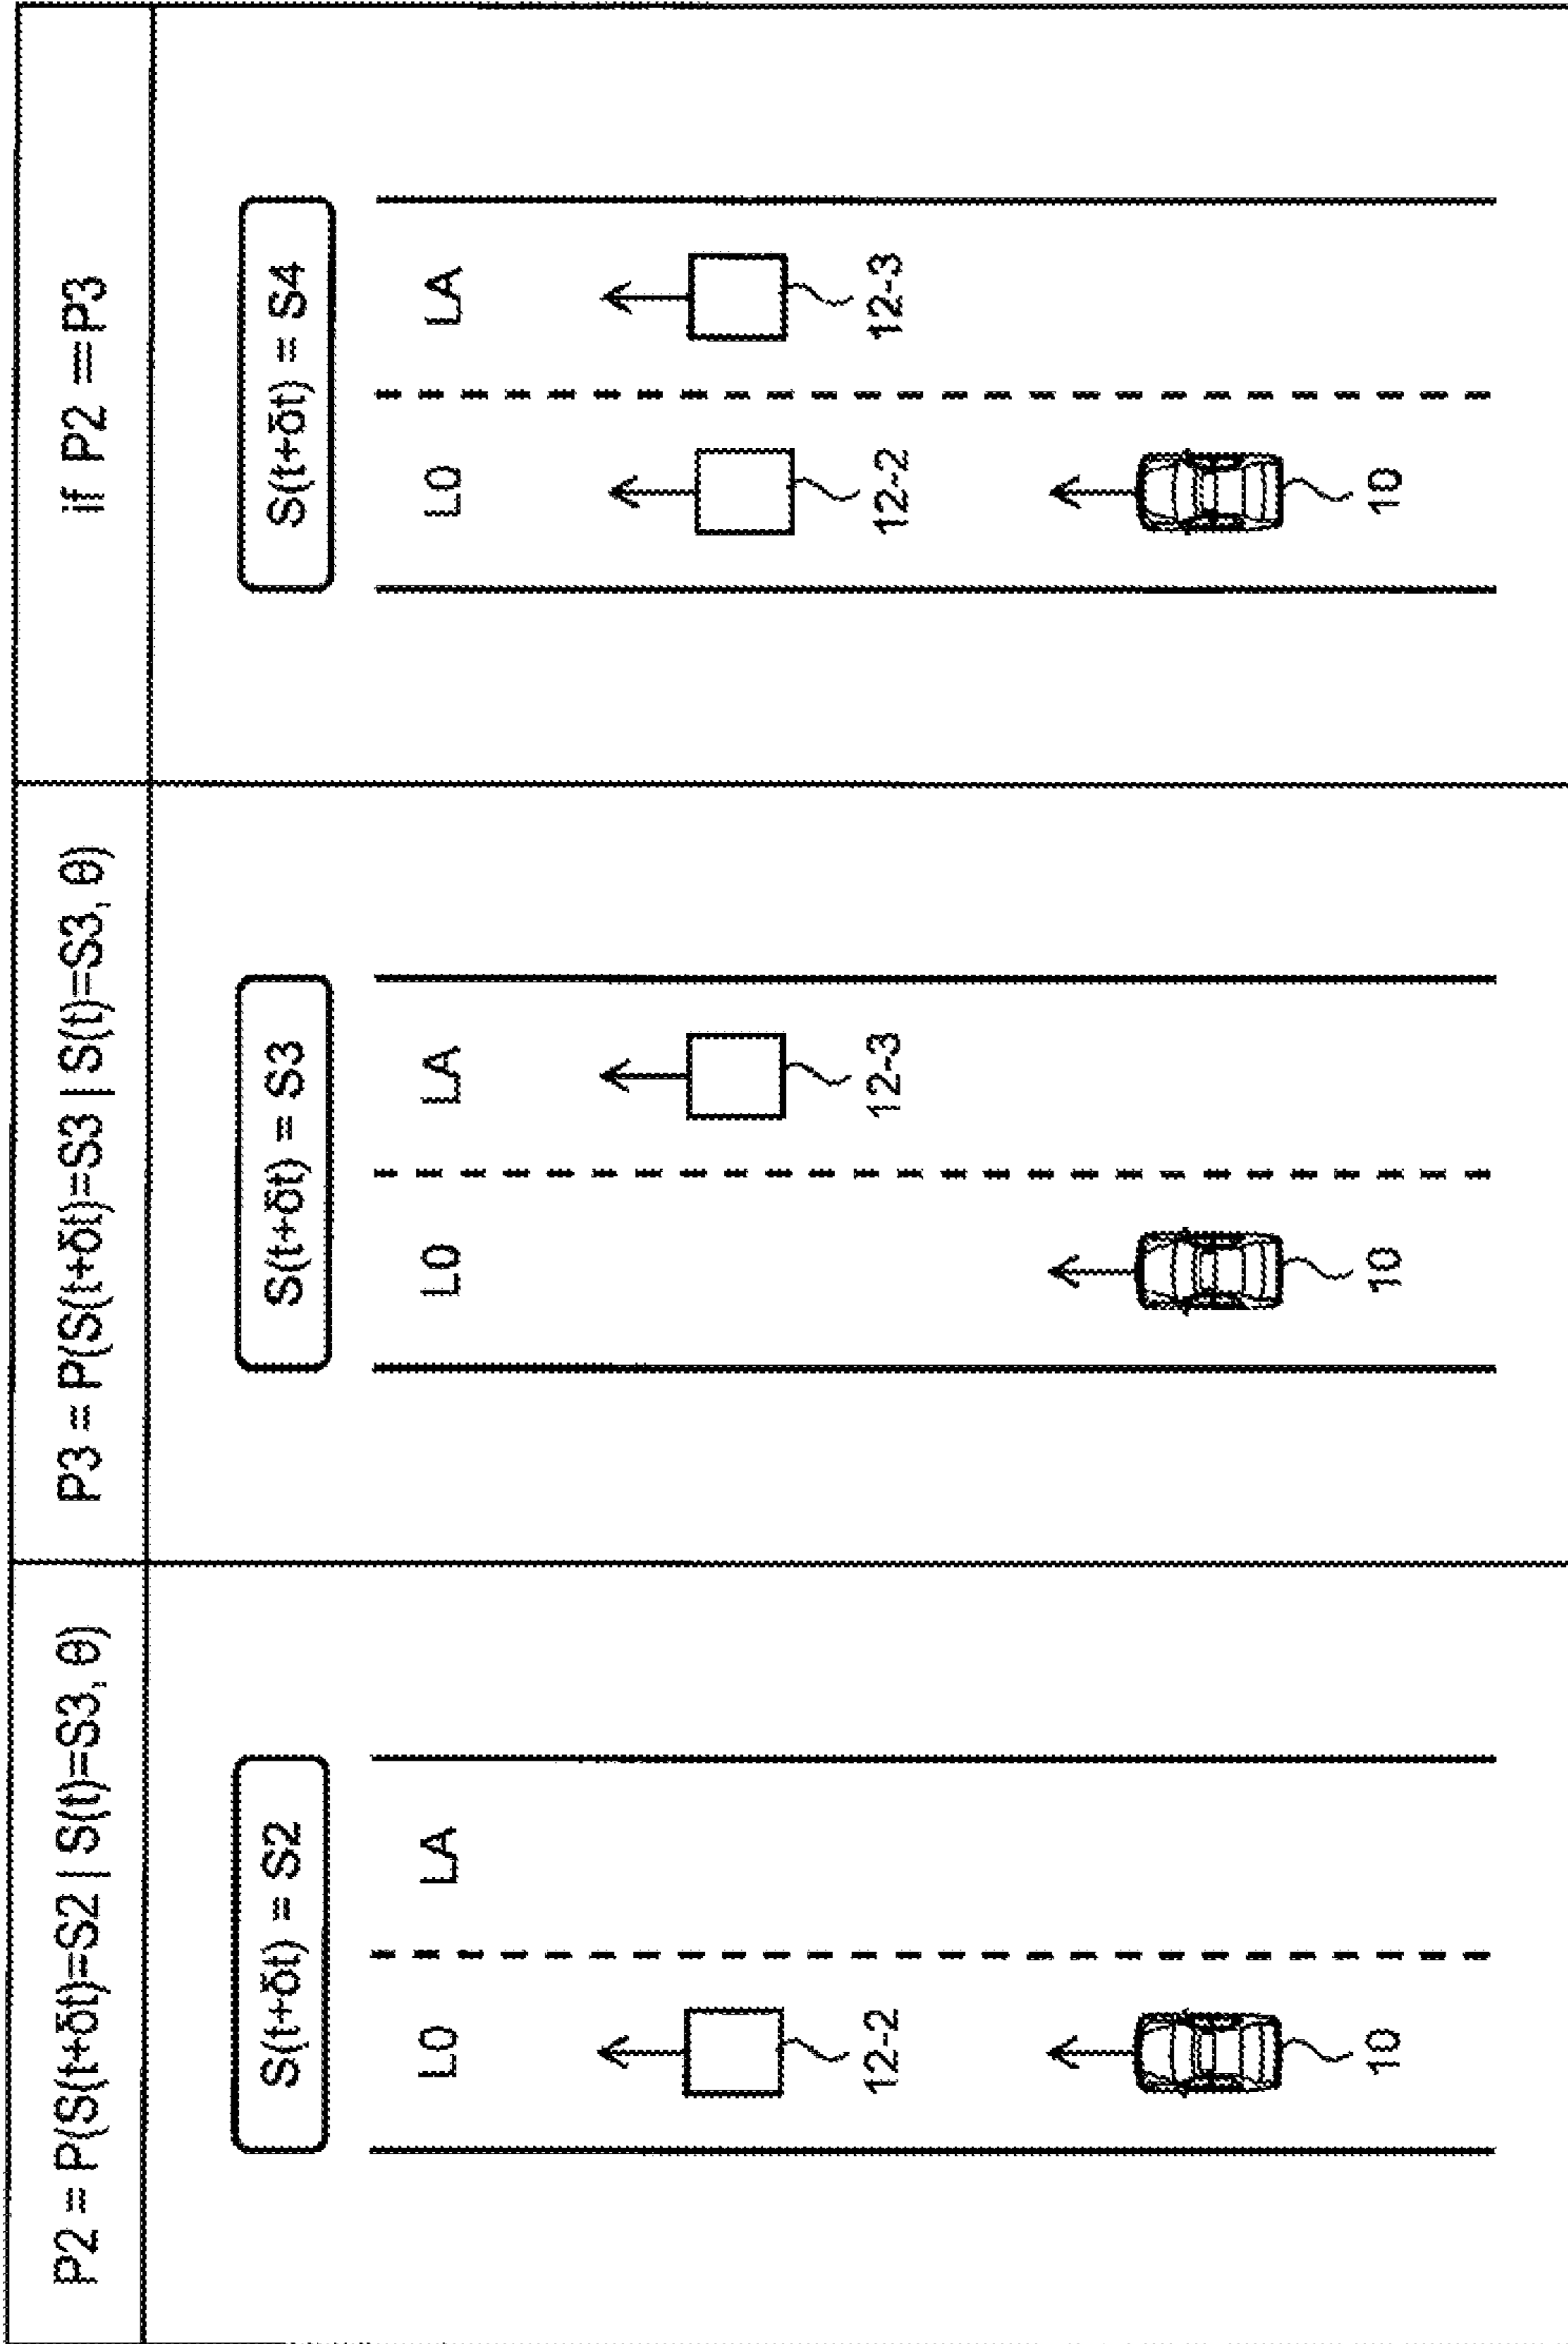 P2 = P(S(t+δt)=S2 | S(t)=S3, θ)
S(t+δt) = S2
L0 LA
12-2
10
P3 = P(S(t+δt)=S3 | S(t)=S3, θ)
S(t+δt) = S3
L0 LA
12-3
10
if P2 = P3
S(t+δt) = S4
L0 LA
12-2 12-3
10